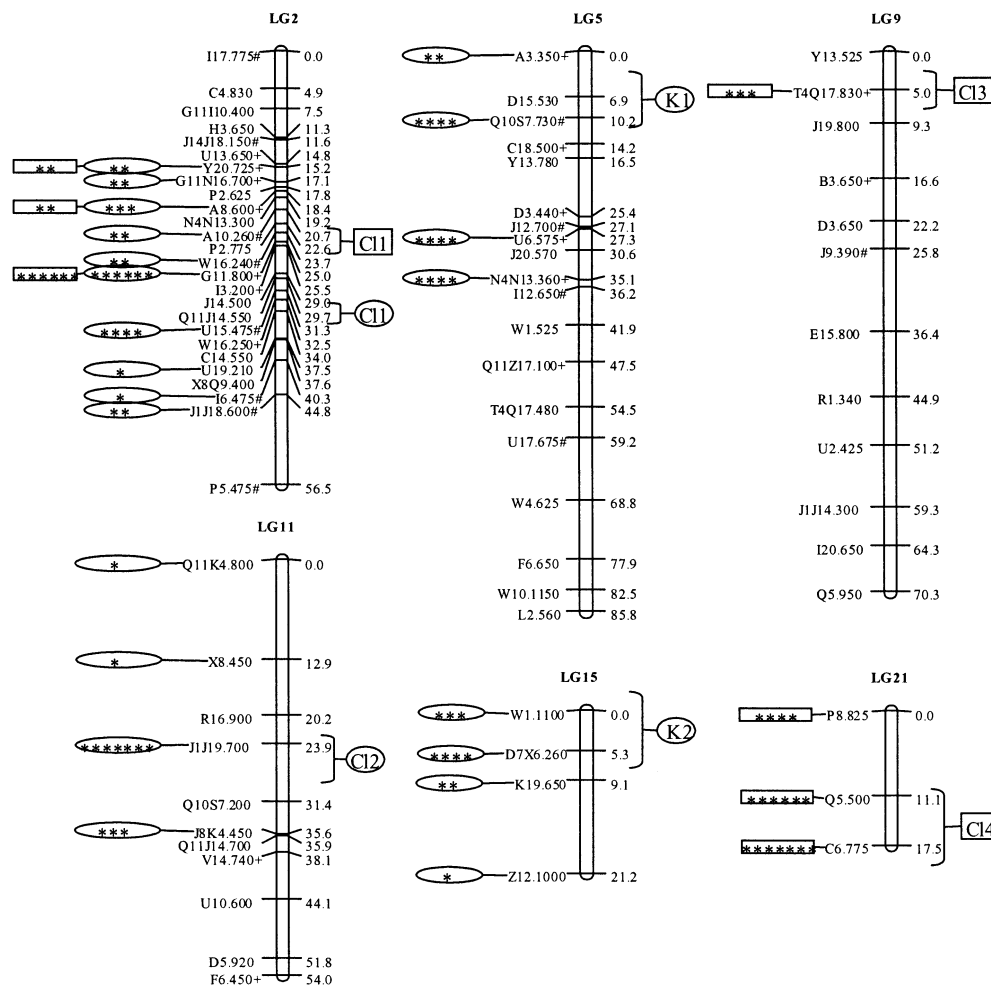 LG2
I17.775# 0.0
C4.830 4.9
G11I10.400 7.5
H3.650 11.3
J14J18.150# 11.6
U13.650+ 14.8
** ** Y20.725+ 15.2
** G11N16.700+ 17.1
P2.625 17.8
** *** A8.600+ 18.4
N4N13.300 19.2
** A10.260# 20.7
Cl1
P2.775 22.6
** W16.240# 23.7
****** ****** G11.800+ 25.0
I3.200+ 25.5
J14.500 29.0
Cl1
Q11J14.550 29.7
**** U15.475# 31.3
W16.250+ 32.5
C14.550 34.0
* U19.210 37.5
X8Q9.400 37.6
* I6.475# 40.3
** J1J18.600# 44.8
P5.475# 56.5
LG5
** A3.350+ 0.0
K1
D15.530 6.9
**** Q10S7.730# 10.2
C18.500+ 14.2
Y13.780 16.5
D3.440+ 25.4
J12.700# 27.1
**** U6.575+ 27.3
J20.570 30.6
**** N4N13.360+ 35.1
I12.650# 36.2
W1.525 41.9
Q11Z17.100+ 47.5
T4Q17.480 54.5
U17.675# 59.2
W4.625 68.8
F6.650 77.9
W10.1150 82.5
L2.560 85.8
LG9
Y13.525 0.0
*** T4Q17.830+ 5.0
Cl3
J19.800 9.3
B3.650+ 16.6
D3.650 22.2
J9.390# 25.8
E15.800 36.4
R1.340 44.9
U2.425 51.2
J1J14.300 59.3
I20.650 64.3
Q5.950 70.3
LG11
* Q11K4.800 0.0
* X8.450 12.9
R16.900 20.2
******* J1J19.700 23.9
Cl2
Q10S7.200 31.4
*** J8K4.450 35.6
Q11J14.700 35.9
V14.740+ 38.1
U10.600 44.1
D5.920 51.8
F6.450+ 54.0
LG15
*** W1.1100 0.0
K2
**** D7X6.260 5.3
** K19.650 9.1
* Z12.1000 21.2
LG21
**** P8.825 0.0
****** Q5.500 11.1
Cl4
******* C6.775 17.5